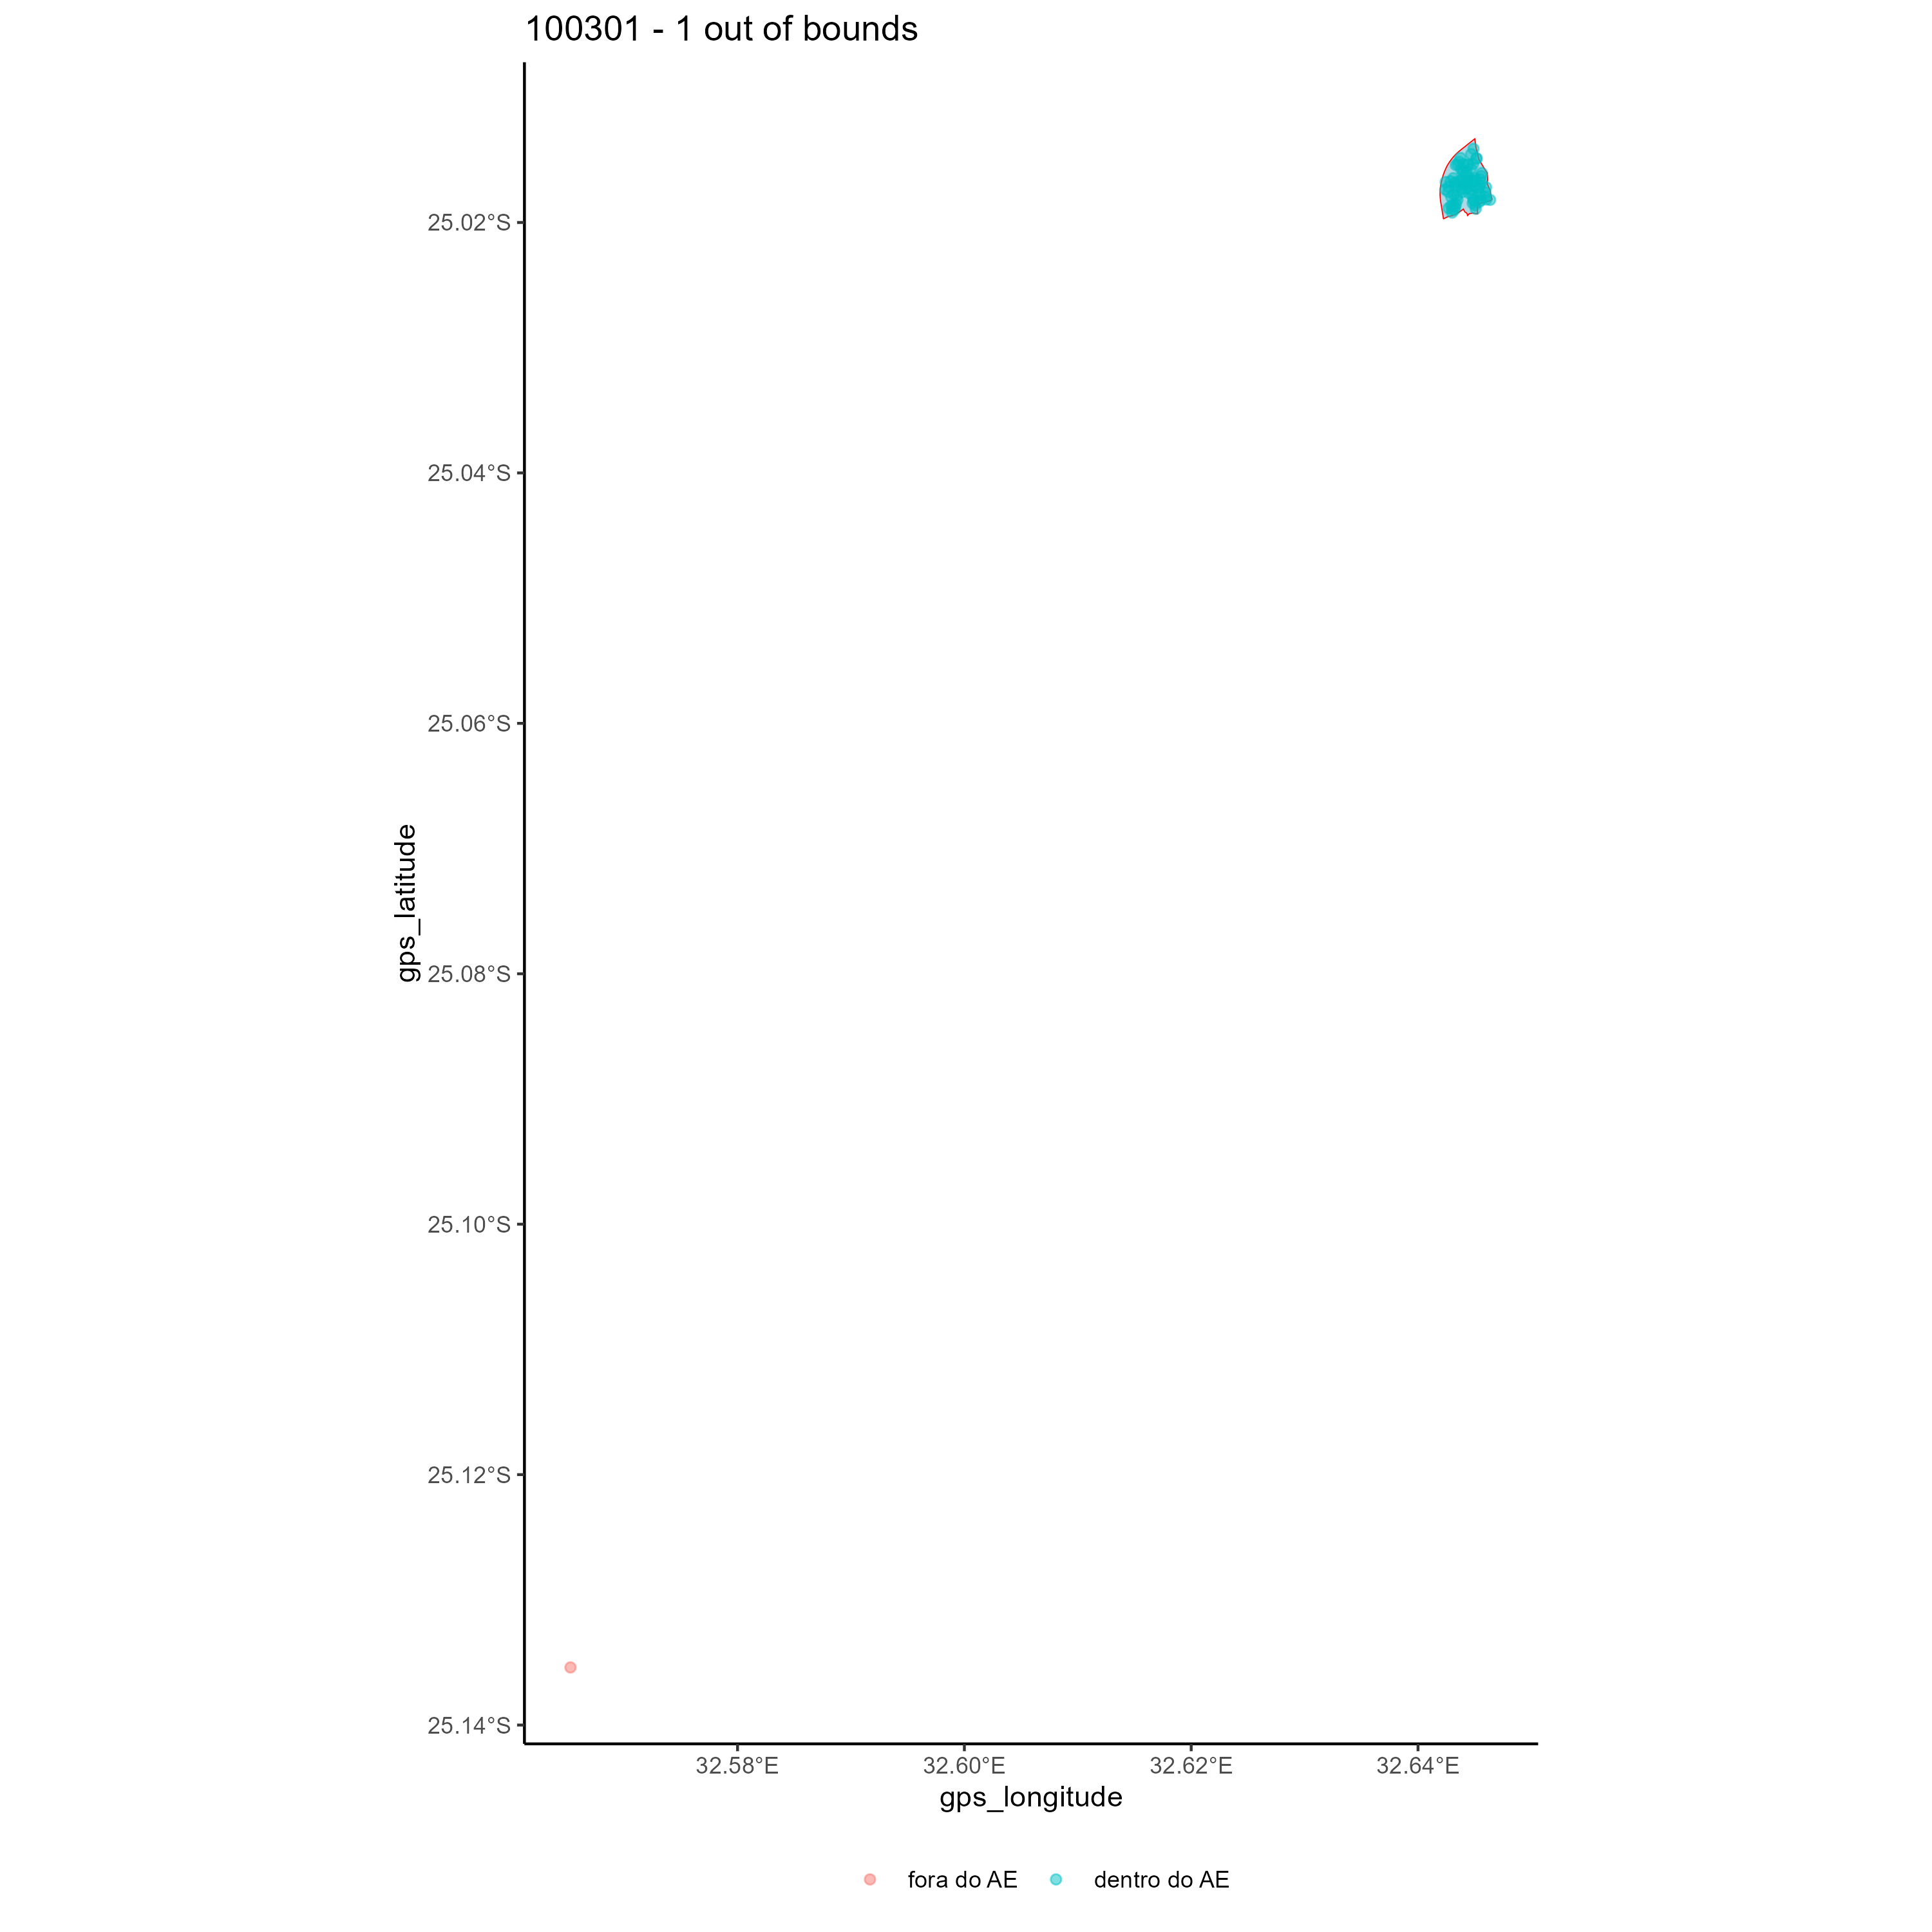 100301 - 1 out of bounds
gps_latitude
25.02°S
25.04°S
25.06°S
25.08°S
25.10°S
25.12°S
25.14°S
32.58°E 32.60°E 32.62°E 32.64°E
gps_longitude
fora do AE dentro do AE